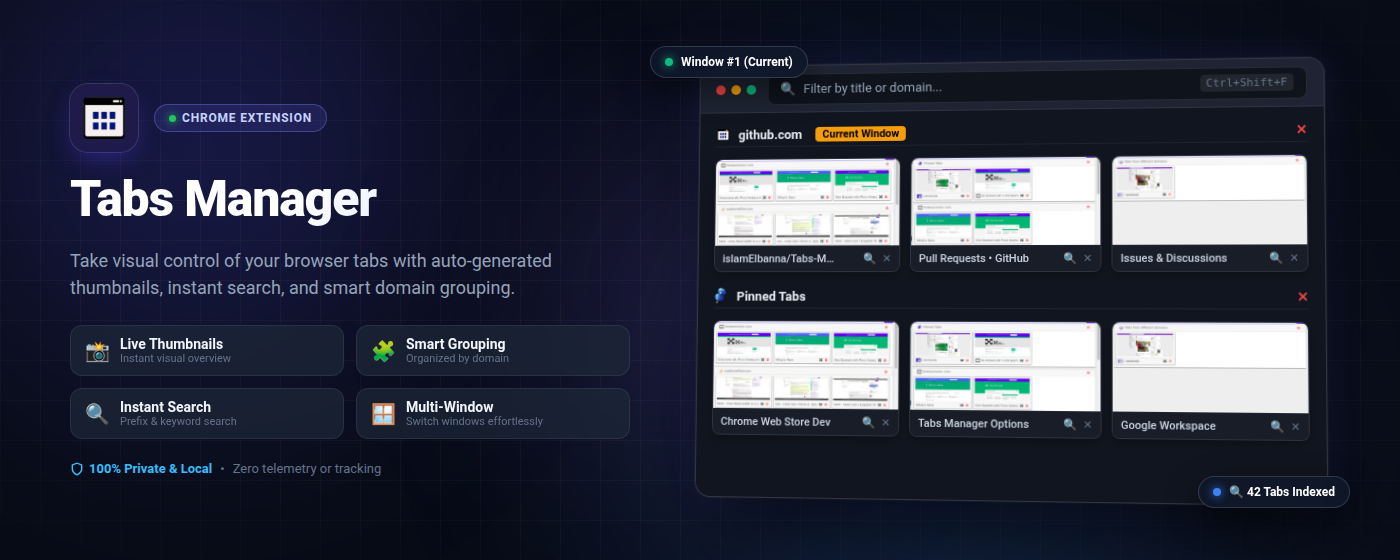 CHROME EXTENSION
Tabs Manager
Take visual control of your browser tabs with auto-generated
thumbnails, instant search, and smart domain grouping.
Live Thumbnails
Instant visual overview
Smart Grouping
Organized by domain
Instant Search
Prefix & keyword search
Multi-Window
Switch windows effortlessly
100% Private & Local • Zero telemetry or tracking
Window #1 (Current)
Filter by title or domain...
Ctrl+Shift+F
github.com
Current Window
islamElbanna/Tabs-M...
Pull Requests • GitHub
Issues & Discussions
Pinned Tabs
Chrome Web Store Dev
Tabs Manager Options
Google Workspace
42 Tabs Indexed